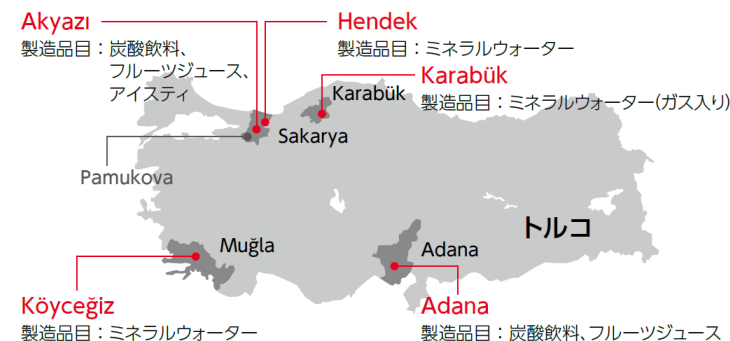 Akyazı
製造品目：炭酸飲料、
フルーツジュース、
アイスティ
Hendek
製造品目：ミネラルウォーター
Karabük
製造品目：ミネラルウォーター（ガス入り）
Karabük
Sakarya
Pamukova
トルコ
Muğla
Adana
Köyceğiz
製造品目：ミネラルウォーター
Adana
製造品目：炭酸飲料、フルーツジュース